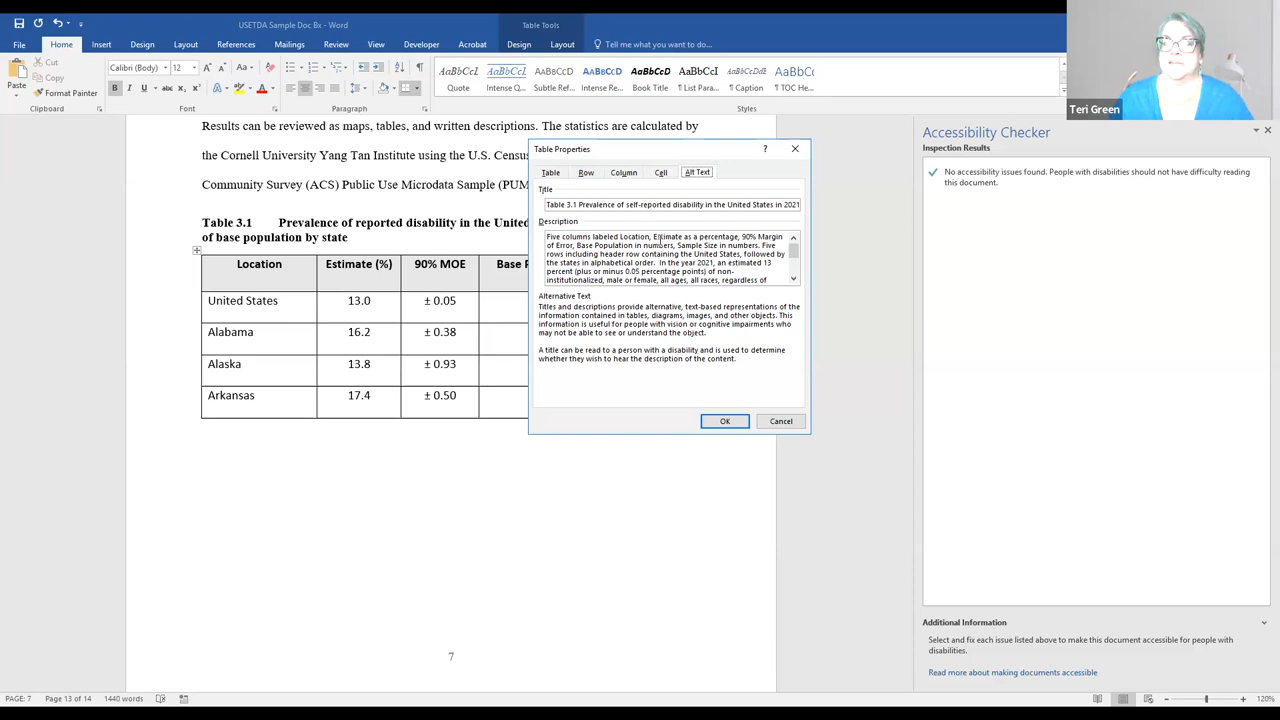 USETDA Sample Doc Bx - Word
Table Tools
File Home Insert Design Layout References Mailings Review View Developer Acrobat Design Layout Tell me what you want to do...
Paste
Cut
Copy
Format Painter
Calibri (Body) 12
AaBbCcI AaBbCcI AaBbCcD AaBbCcD AaBbCcD AaBbCcI AaBbCcDdE AaBbC
Quote Intense Q... Subtle Ref... Intense Re... Book Title ¶ List Para... ¶ Caption ¶ TOC He...
Clipboard Font Paragraph Styles
Teri Green
Results can be reviewed as maps, tables, and written descriptions. The statistics are calculated by
the Cornell University Yang Tan Institute using the U.S. Census
Community Survey (ACS) Public Use Microdata Sample (PUM
Table 3.1 Prevalence of reported disability in the United
of base population by state
Location Estimate (%) 90% MOE Base P
United States 13.0 ± 0.05
Alabama 16.2 ± 0.38
Alaska 13.8 ± 0.93
Arkansas 17.4 ± 0.50
7
Table Properties
Table Row Column Cell Alt Text
Title
Table 3.1 Prevalence of self-reported disability in the United States in 2021
Description
Five columns labeled Location, Estimate as a percentage, 90% Margin
of Error, Base Population in numbers, Sample Size in numbers. Five
rows including header row containing the United States, followed by
the states in alphabetical order. In the year 2021, an estimated 13
percent (plus or minus 0.05 percentage points) of non-
institutionalized, male or female, all ages, all races, regardless of
Alternative Text
Titles and descriptions provide alternative, text-based representations of the
information contained in tables, diagrams, images, and other objects. This
information is useful for people with vision or cognitive impairments who
may not be able to see or understand the object.
A title can be read to a person with a disability and is used to determine
whether they wish to hear the description of the content.
OK Cancel
Accessibility Checker
Inspection Results
No accessibility issues found. People with disabilities should not have difficulty reading
this document.
Additional Information
Select and fix each issue listed above to make this document accessible for people with
disabilities.
Read more about making documents accessible
PAGE: 7 Page 13 of 14 1440 words 120%